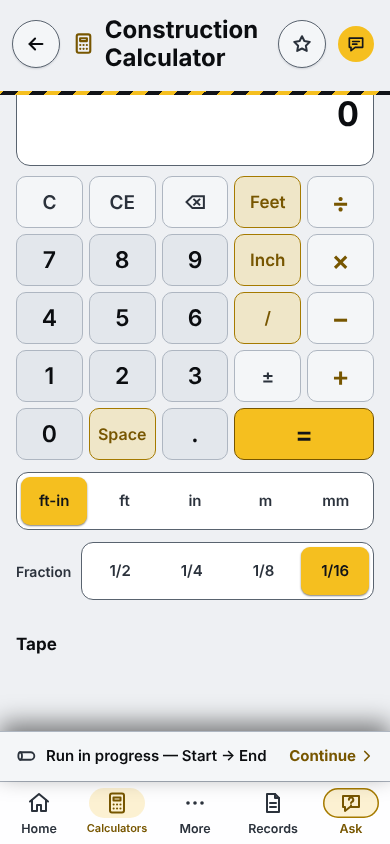 Construction
Calculator
0
C CE Feet ÷
7 8 9 Inch ×
4 5 6 / −
1 2 3 ± +
0 Space . =
ft-in ft in m mm
Fraction 1/2 1/4 1/8 1/16
Tape
Run in progress — Start → End Continue
Home Calculators More Records Ask